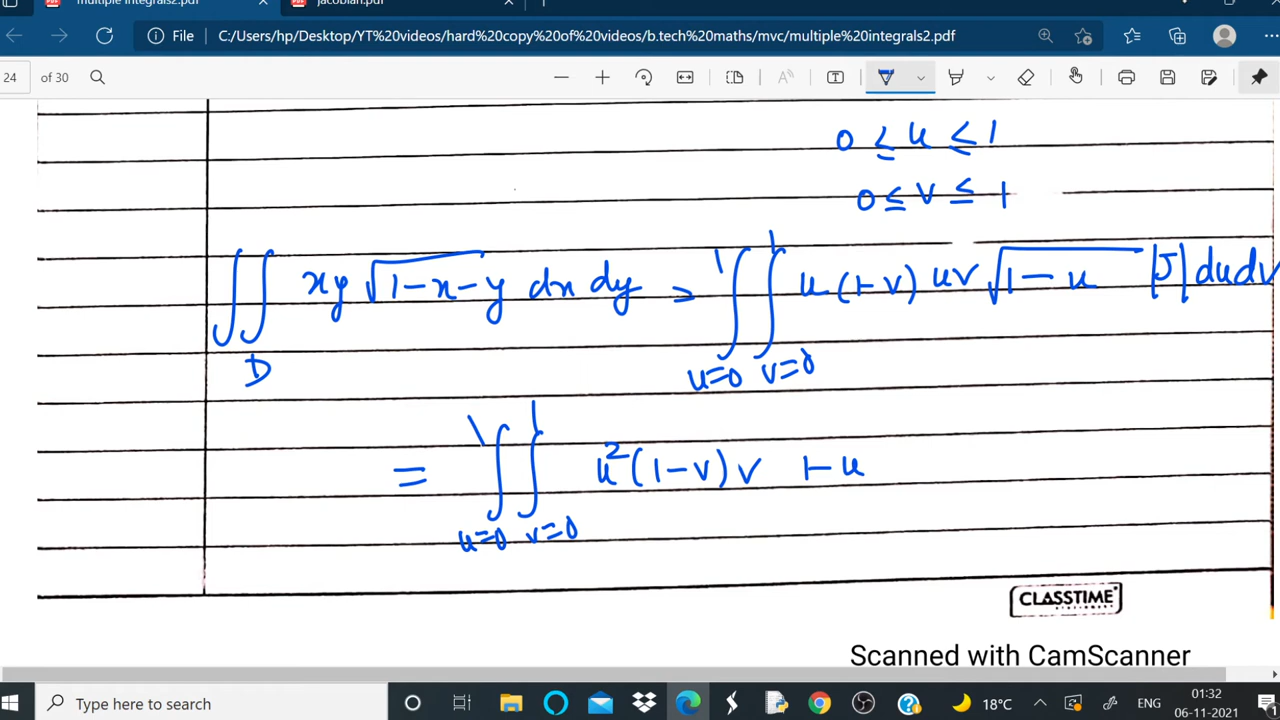 multiple integrals2.pdf
jacobian.pdf
File C:/Users/hp/Desktop/YT%20videos/hard%20copy%20of%20videos/b.tech%20maths/mvc/multiple%20integrals2.pdf
24 of 30
0 ≤ u ≤ 1
0 ≤ v ≤ 1
∬_D xy √(1-x-y) dx dy = ∫_{u=0}^{1} ∫_{v=0}^{1} u(1-v) uv √(1-u) |J| du dv
= ∫_{u=0}^{1} ∫_{v=0}^{1} u²(1-v)v 1-u
CLASSTIME
Scanned with CamScanner
Type here to search
18°C
ENG
01:32
06-11-2021